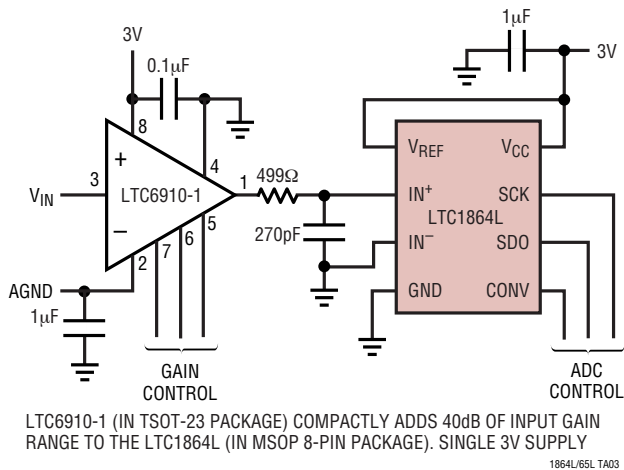 1μF
3V
3V
0.1μF
8
+
4
VREF
VCC
VIN
3
LTC6910-1
1
499Ω
IN+
SCK
LTC1864L
–
5
6
7
270pF
IN–
SDO
2
AGND
GND
CONV
1μF
GAIN
CONTROL
ADC
CONTROL
LTC6910-1 (IN TSOT-23 PACKAGE) COMPACTLY ADDS 40dB OF INPUT GAIN
RANGE TO THE LTC1864L (IN MSOP 8-PIN PACKAGE). SINGLE 3V SUPPLY
1864L/65L TA03